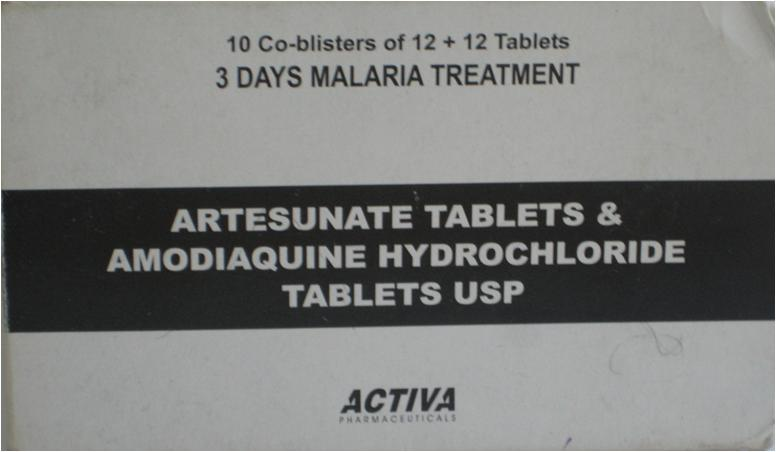 10 Co-blisters of 12 + 12 Tablets
3 DAYS MALARIA TREATMENT
ARTESUNATE TABLETS &
AMODIAQUINE HYDROCHLORIDE
TABLETS USP
ACTIVA
PHARMACEUTICALS